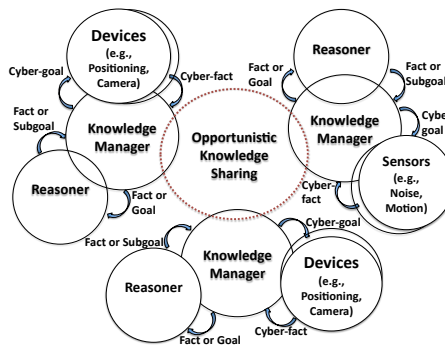 Devices
(e.g.,
Positioning,
Camera)
Cyber-goal
Cyber-fact
Fact or
Subgoal
Knowledge
Manager
Reasoner
Fact or
Goal
Opportunistic
Knowledge
Sharing
Reasoner
Fact or
Goal
Fact or
Subgoal
Knowledge
Manager
Cyber
goal
Sensors
(e.g.,
Noise,
Motion)
Cyber-
fact
Fact or Subgoal
Cyber-goal
Knowledge
Manager
Reasoner
Devices
(e.g.,
Positioning,
Camera)
Fact or Goal
Cyber-fact